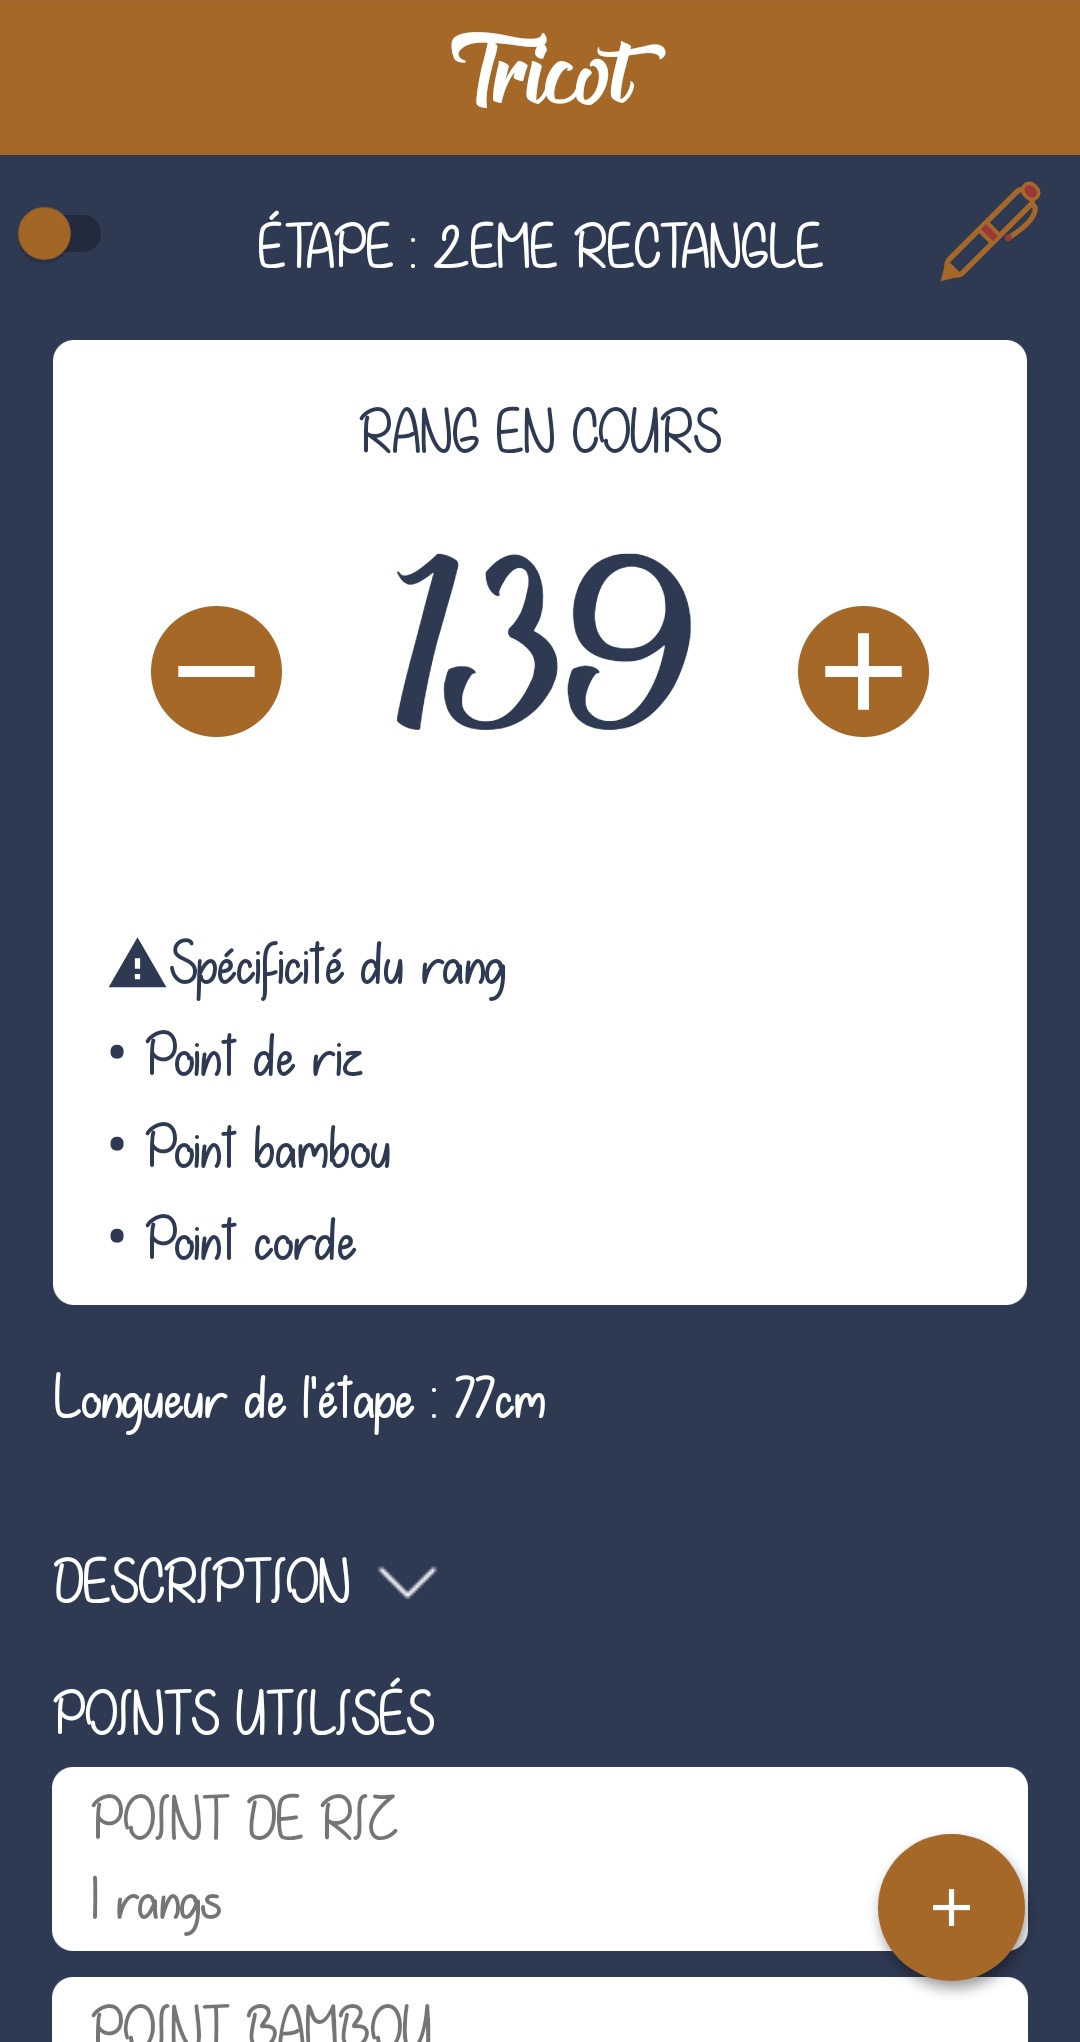 Tricot
ÉTAPE : 2EME RECTANGLE
RANG EN COURS
139
Spécificité du rang
• Point de riz
• Point bambou
• Point corde
Longueur de l'étape : 77cm
DESCRIPTION
POINTS UTILISÉS
POINT DE RIZ
1 rangs
POINT BAMBOU